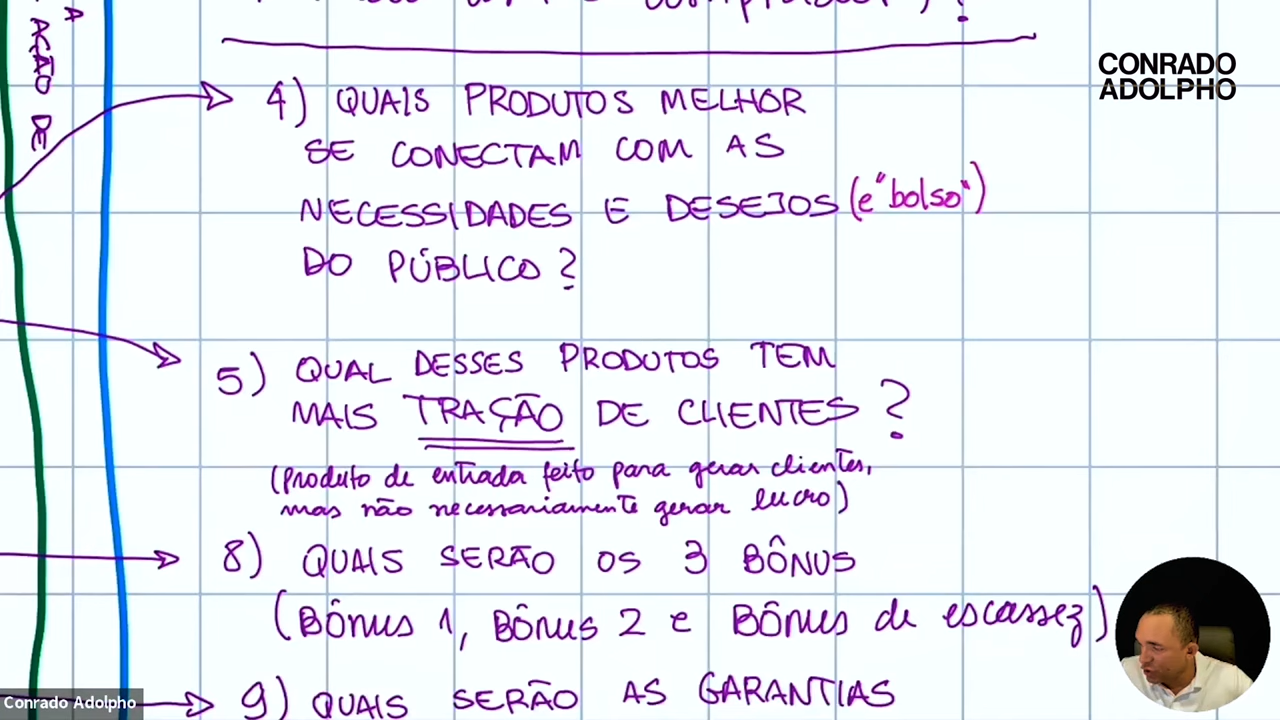 A
AÇÃO DE
CONRADO
ADOLPHO
4) QUAIS PRODUTOS MELHOR
SE CONECTAM COM AS
NECESSIDADES E DESEJOS (e "bolso")
DO PÚBLICO?
5) QUAL DESSES PRODUTOS TEM
MAIS TRAÇÃO DE CLIENTES?
(produto de entrada feito para gerar clientes,
mas não necessariamente gerar lucro)
8) QUAIS SERÃO OS 3 BÔNUS
(BÔNUS 1, BÔNUS 2 e BÔNUS de escassez)
9) QUAIS SERÃO AS GARANTIAS
Conrado Adolpho